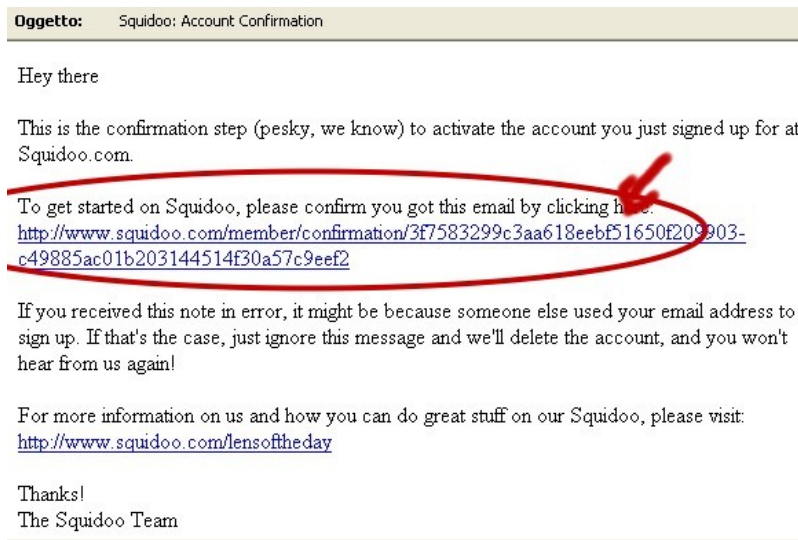 Oggetto: Squidoo: Account Confirmation
Hey there
This is the confirmation step (pesky, we know) to activate the account you just signed up for at
Squidoo.com.
To get started on Squidoo, please confirm you got this email by clicking
http://www.squidoo.com/member/confirmation/3f7583299c3aa618eebf51650f209903-
c49885ac01b203144514f30a57c9eef2
If you received this note in error, it might be because someone else used your email address to
sign up. If that's the case, just ignore this message and we'll delete the account, and you won't
hear from us again!
For more information on us and how you can do great stuff on our Squidoo, please visit:
http://www.squidoo.com/lensoftheday
Thanks!
The Squidoo Team